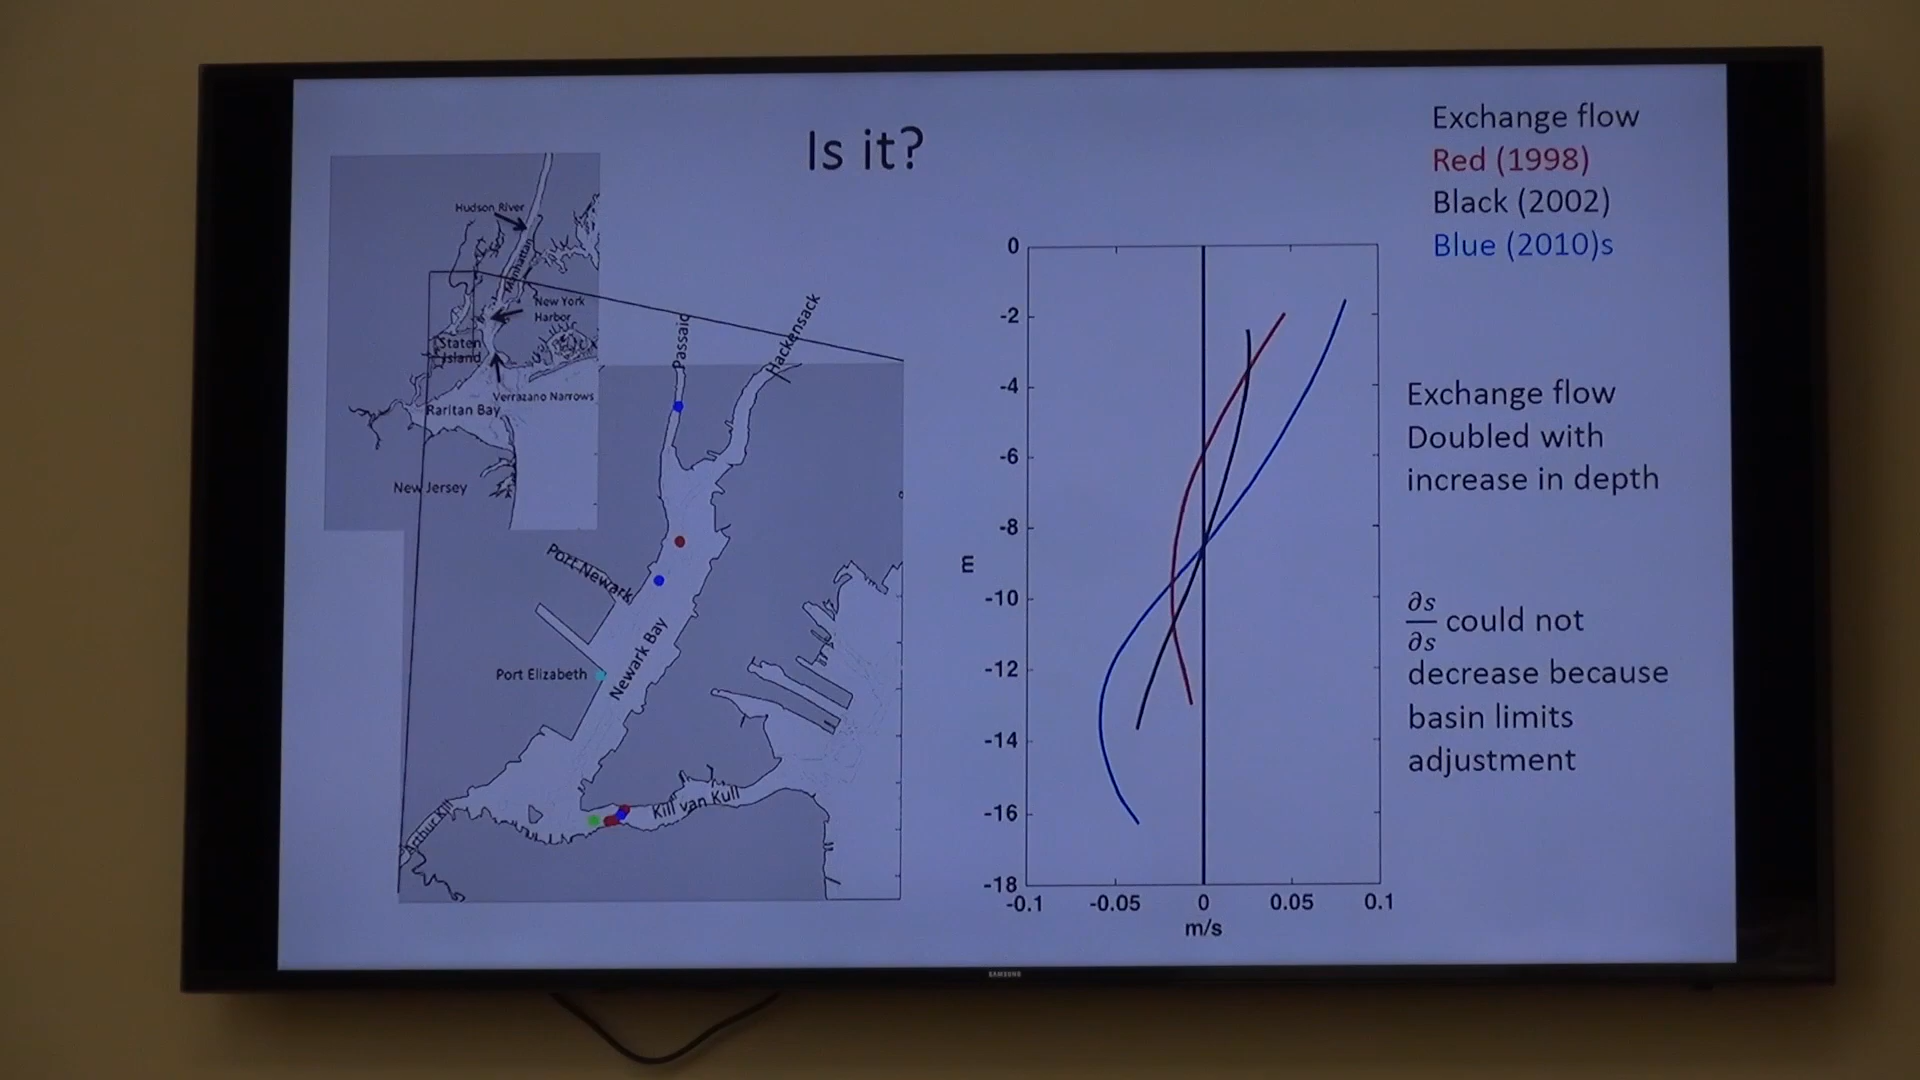 Is it?
Exchange flow
Red (1998)
Black (2002)
Blue (2010)s
Hudson River
Manhattan
New York
Harbor
Staten
Island
Verrazano Narrows
Raritan Bay
New Jersey
Passaic
Hackensack
Port Newark
Port Elizabeth
Newark Bay
Kill van Kull
Arthur Kill
0
-2
-4
-6
-8
-10
-12
-14
-16
-18
m
-0.1 -0.05 0 0.05 0.1
m/s
Exchange flow
Doubled with
increase in depth
∂s
∂s could not
decrease because
basin limits
adjustment
SAMSUNG